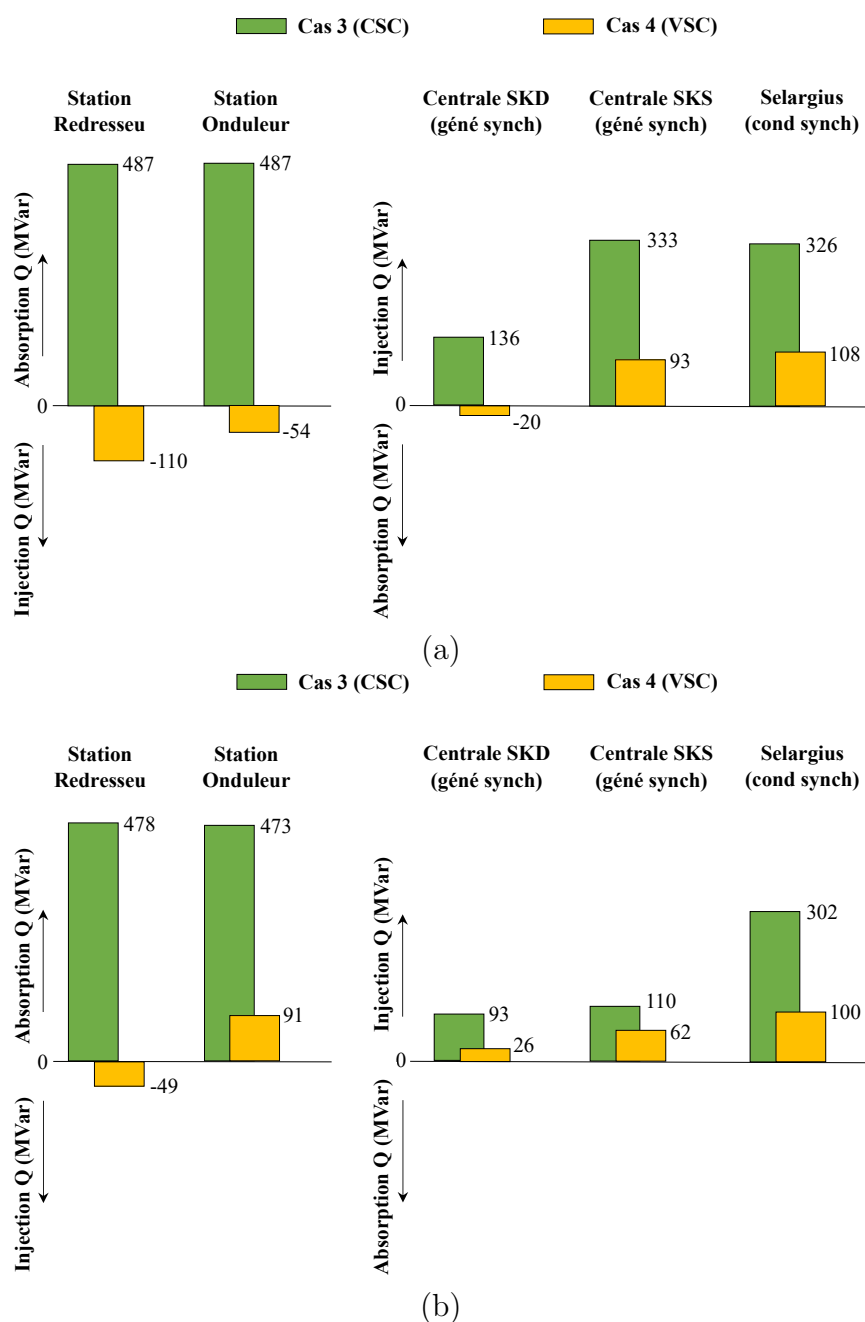 Cas 3 (CSC) Cas 4 (VSC)
Station Redresseu
Station Onduleur
Centrale SKD (géné synch)
Centrale SKS (géné synch)
Selargius (cond synch)
Absorption Q (MVar)
Injection Q (MVar)
487
487
0
-110
-54
Injection Q (MVar)
Absorption Q (MVar)
136
333
326
93
108
0
-20
(a)
Cas 3 (CSC) Cas 4 (VSC)
Station Redresseu
Station Onduleur
Centrale SKD (géné synch)
Centrale SKS (géné synch)
Selargius (cond synch)
Absorption Q (MVar)
Injection Q (MVar)
478
473
91
0
-49
Injection Q (MVar)
Absorption Q (MVar)
93
110
302
26
62
100
0
(b)